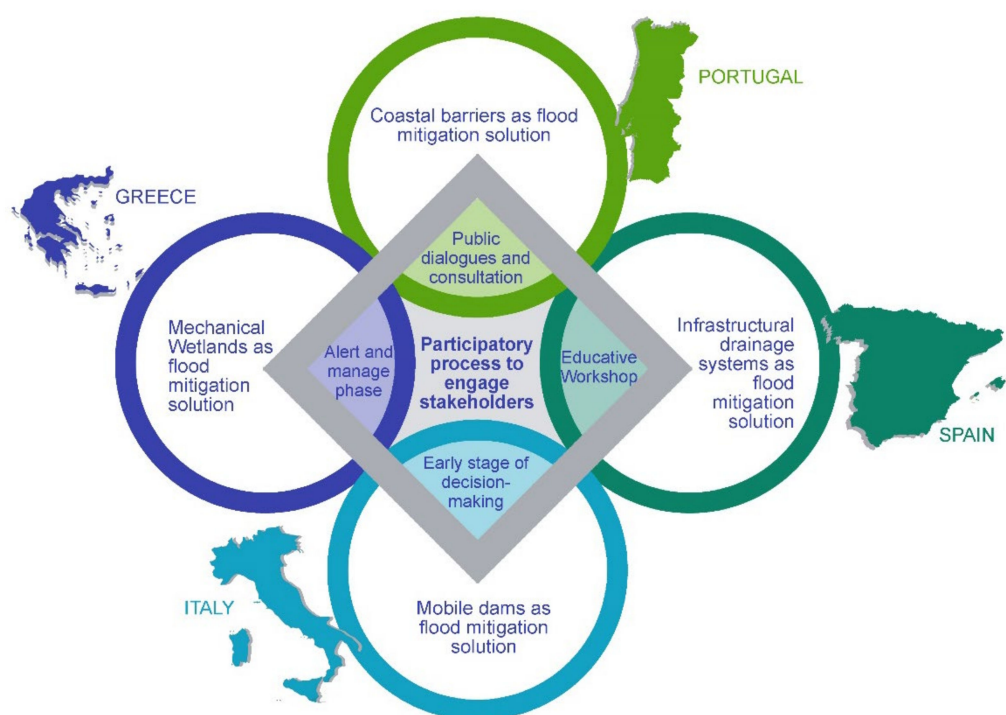 PORTUGAL
Coastal barriers as flood
mitigation solution
GREECE
Public
dialogues and
consultation
Mechanical
Wetlands as
flood
mitigation
solution
Alert and
manage
phase
Participatory
process to
engage
stakeholders
Educative
Workshop
Infrastructural
drainage
systems as
flood
mitigation
solution
SPAIN
Early stage of
decision-
making
ITALY
Mobile dams as
flood mitigation
solution